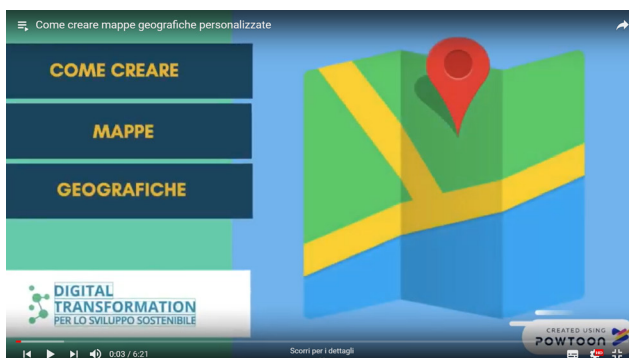 Come creare mappe geografiche personalizzate
COME CREARE
MAPPE
GEOGRAFICHE
DIGITAL
TRANSFORMATION
PER LO SVILUPPO SOSTENIBILE
CREATED USING
POWTOON
0:03 / 6:21
Scorri per i dettagli